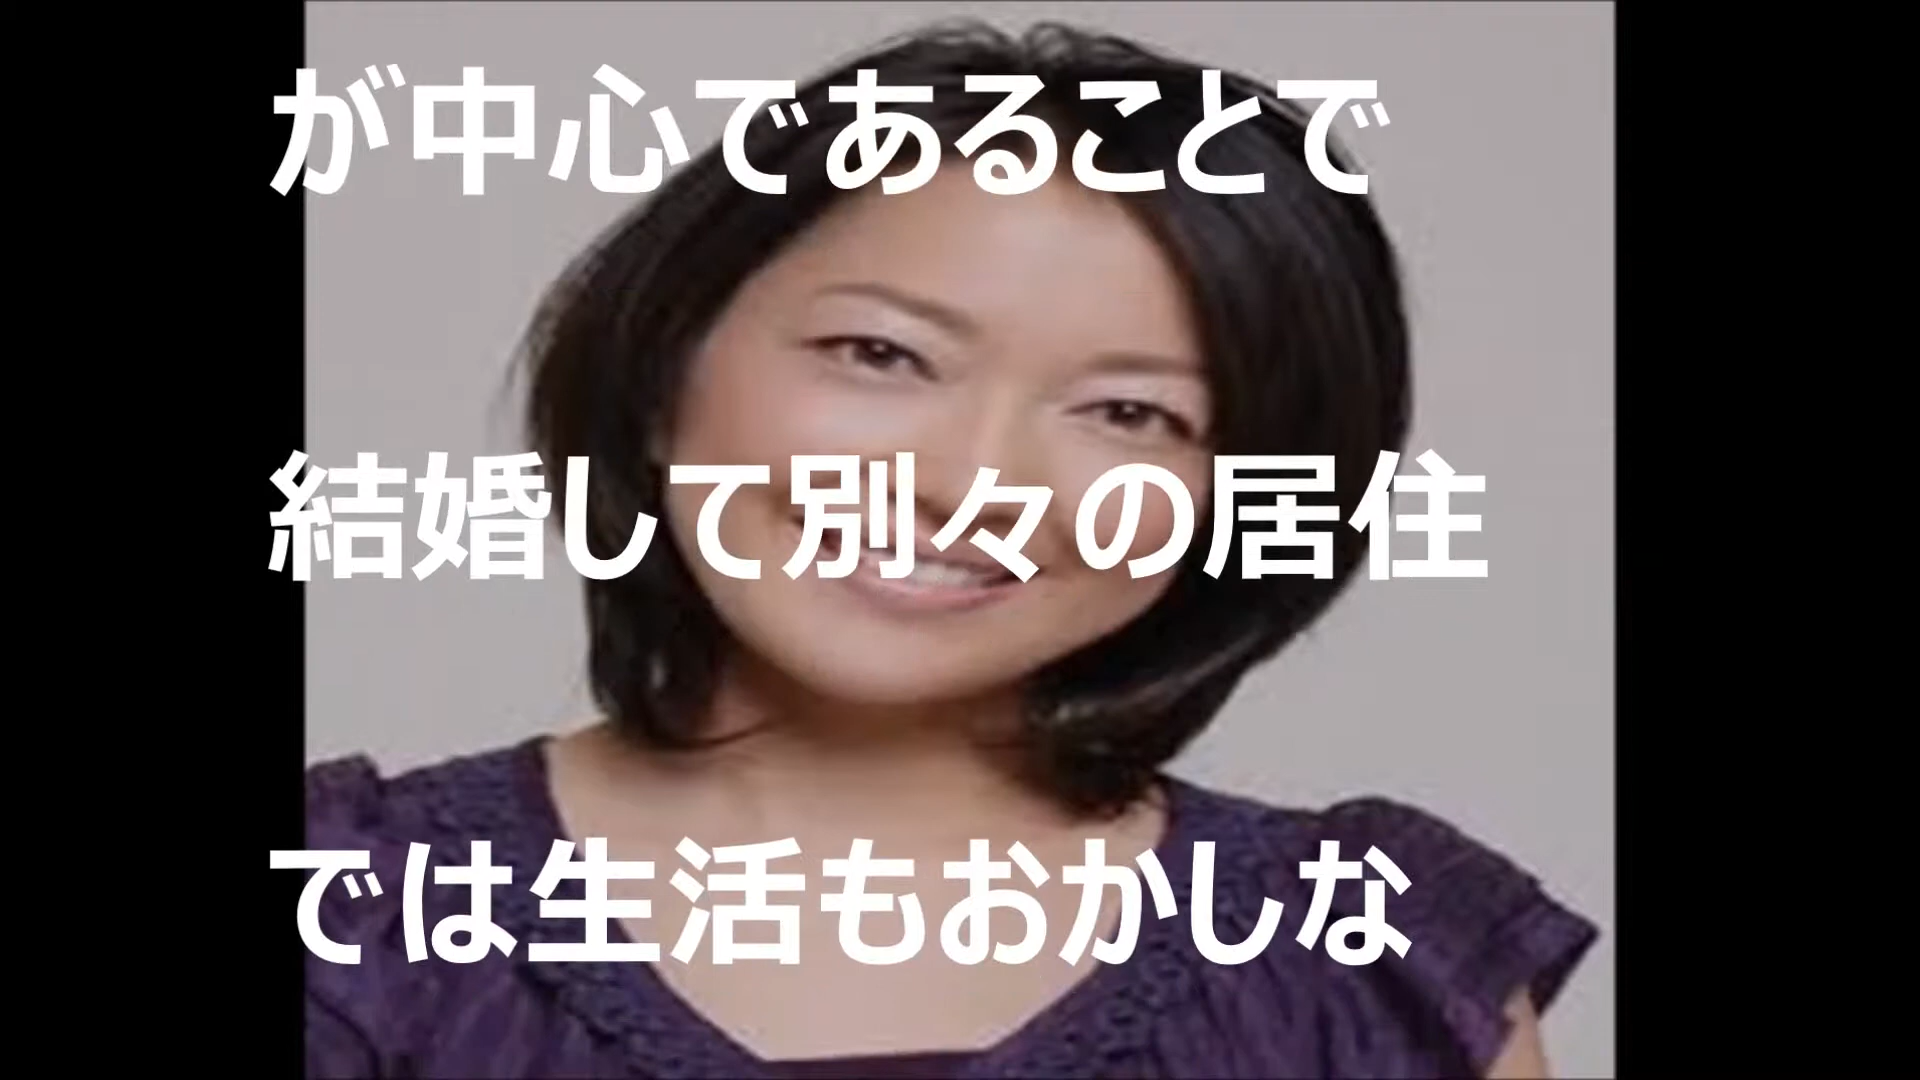 が中心であることで
結婚して別々の居住
では生活もおかしな